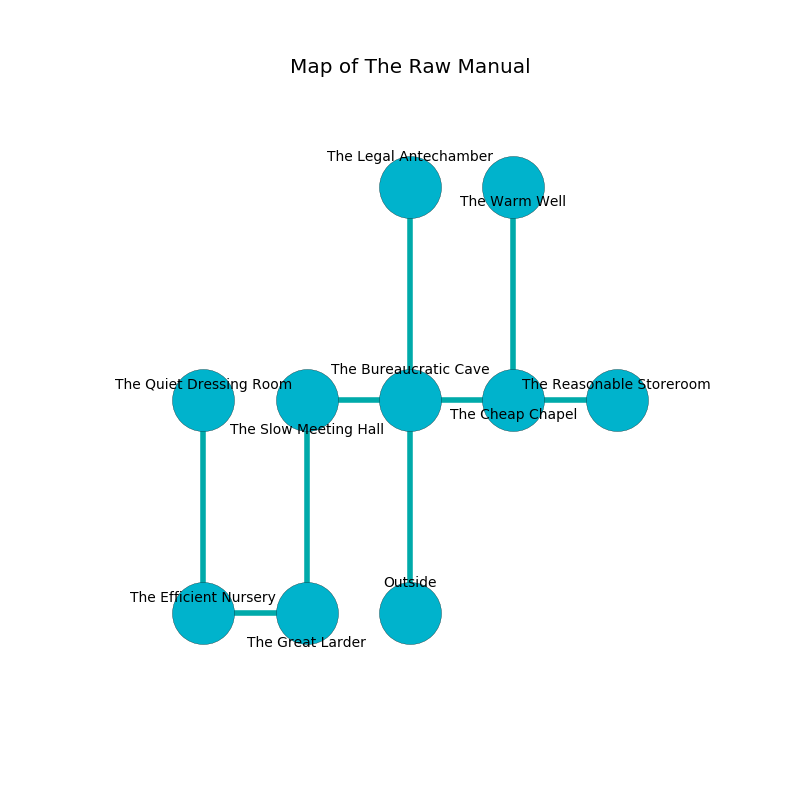 Map of The Raw Manual
The Legal Antechamber
The Warm Well
The Bureaucratic Cave
The Quiet Dressing Room
The Reasonable Storeroom
The Cheap Chapel
The Slow Meeting Hall
Outside
The Efficient Nursery
The Great Larder